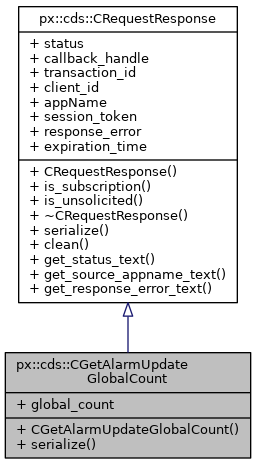 px::cds::CRequestResponse
+ status
+ callback_handle
+ transaction_id
+ client_id
+ appName
+ session_token
+ response_error
+ expiration_time
+ CRequestResponse()
+ is_subscription()
+ is_unsolicited()
+ ~CRequestResponse()
+ serialize()
+ clean()
+ get_status_text()
+ get_source_appname_text()
+ get_response_error_text()
px::cds::CGetAlarmUpdate
GlobalCount
+ global_count
+ CGetAlarmUpdateGlobalCount()
+ serialize()